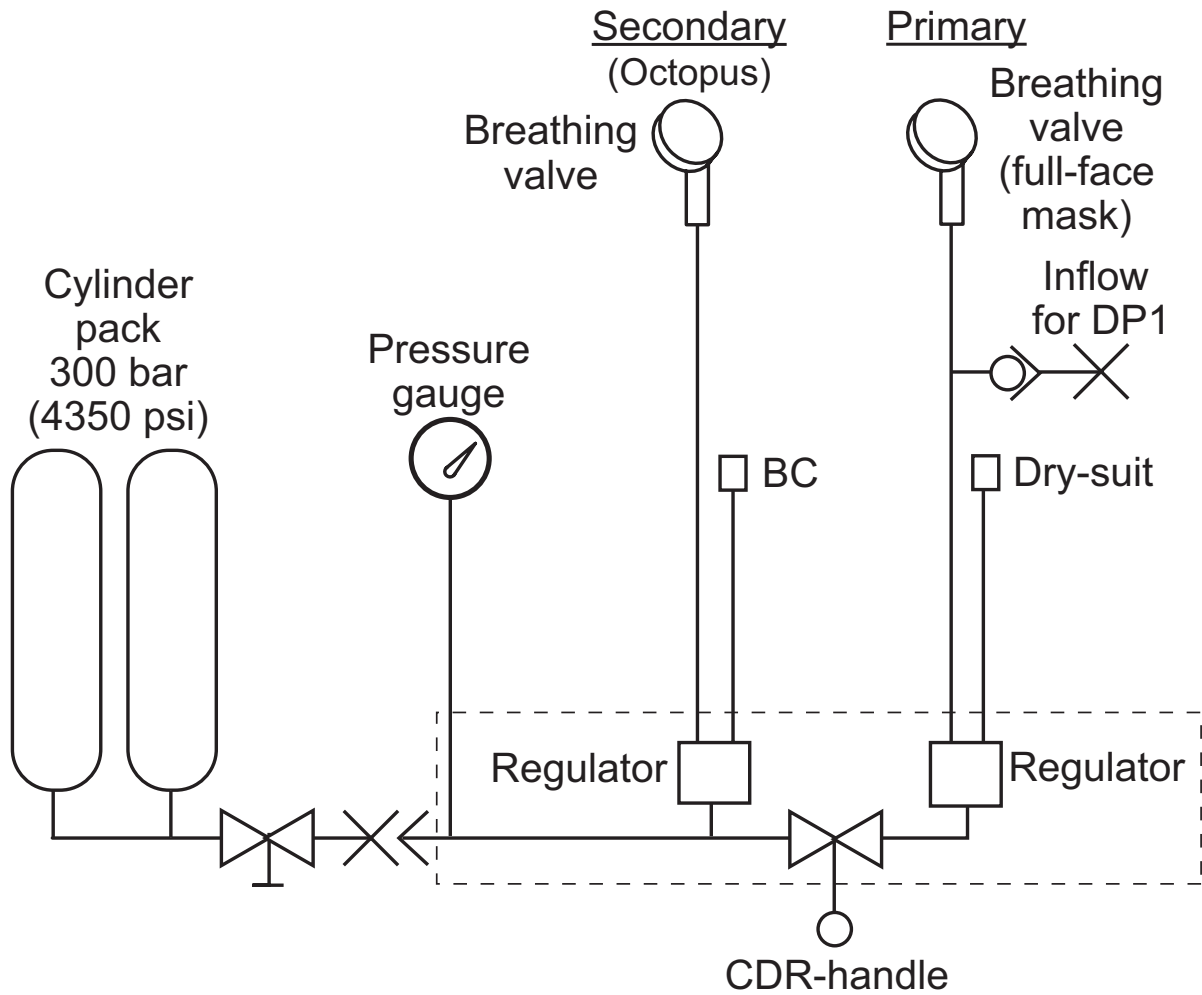 Secondary
(Octopus)
Primary
Breathing
valve
Breathing
valve
(full-face
mask)
Inflow
for DP1
Cylinder
pack
300 bar
(4350 psi)
Pressure
gauge
BC
Dry-suit
Regulator
Regulator
CDR-handle